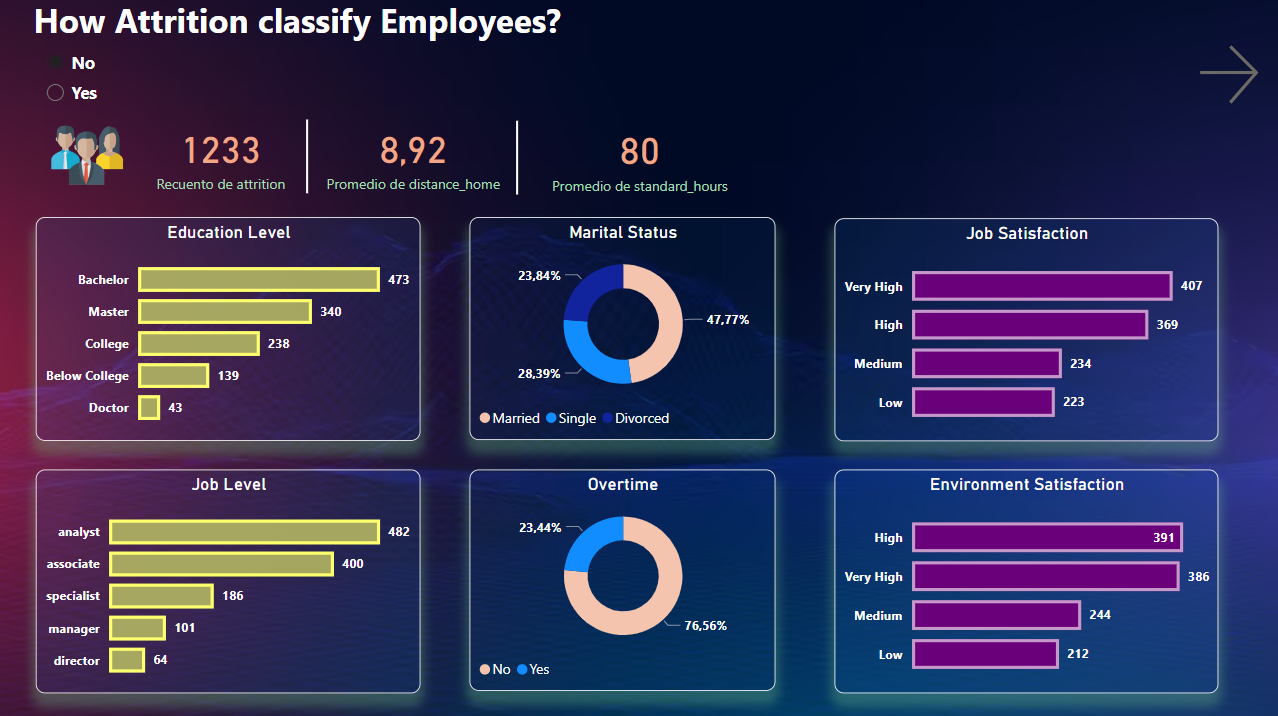 How Attrition classify Employees?
No
Yes
1233
Recuento de attrition
8,92
Promedio de distance_home
80
Promedio de standard_hours
Education Level
Bachelor 473
Master 340
College 238
Below College 139
Doctor 43
Marital Status
23,84%
47,77%
28,39%
Married Single Divorced
Job Satisfaction
Very High 407
High 369
Medium 234
Low 223
Job Level
analyst 482
associate 400
specialist 186
manager 101
director 64
Overtime
23,44%
76,56%
No Yes
Environment Satisfaction
High 391
Very High 386
Medium 244
Low 212